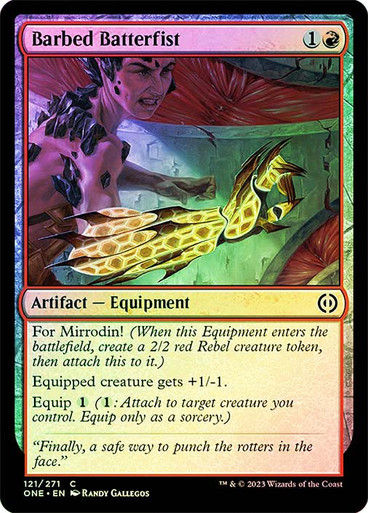 Barbed Batterfist 1
Artifact — Equipment
For Mirrodin! (When this Equipment enters the
battlefield, create a 2/2 red Rebel creature token,
then attach this to it.)
Equipped creature gets +1/-1.
Equip 1 (1: Attach to target creature you
control. Equip only as a sorcery.)
“Finally, a safe way to punch the rotters in the
face.”
121/271 C
ONE • EN Randy Gallegos
™ & © 2023 Wizards of the Coast